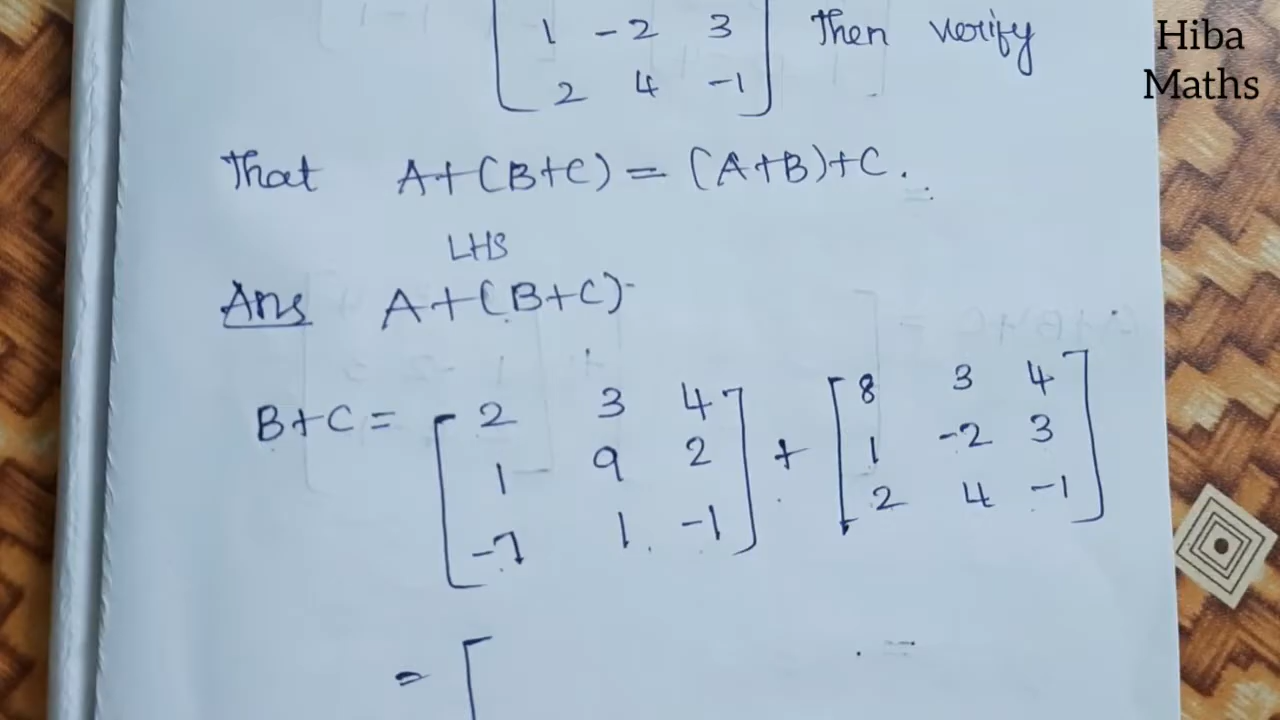 1 -2 3 Then verify
2 4 -1
That A+(B+C) = (A+B)+C.
LHS
Ans A+(B+C)
B+C = [2 3 4
1 9 2
-7 1 -1] + [8 3 4
1 -2 3
2 4 -1]
= [
Hiba
Maths